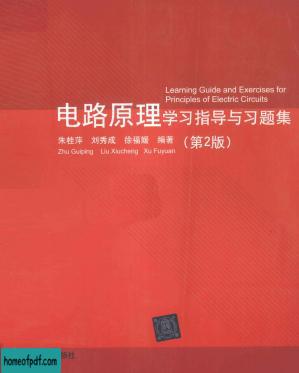 Learning Guide and Exercises for
Principles of Electric Circuits
电路原理学习指导与习题集
朱桂萍 刘秀成 徐福媛 编著 (第2版)
Zhu Guiping Liu Xiucheng Xu Fuyuan
版社
homeofpdf.com